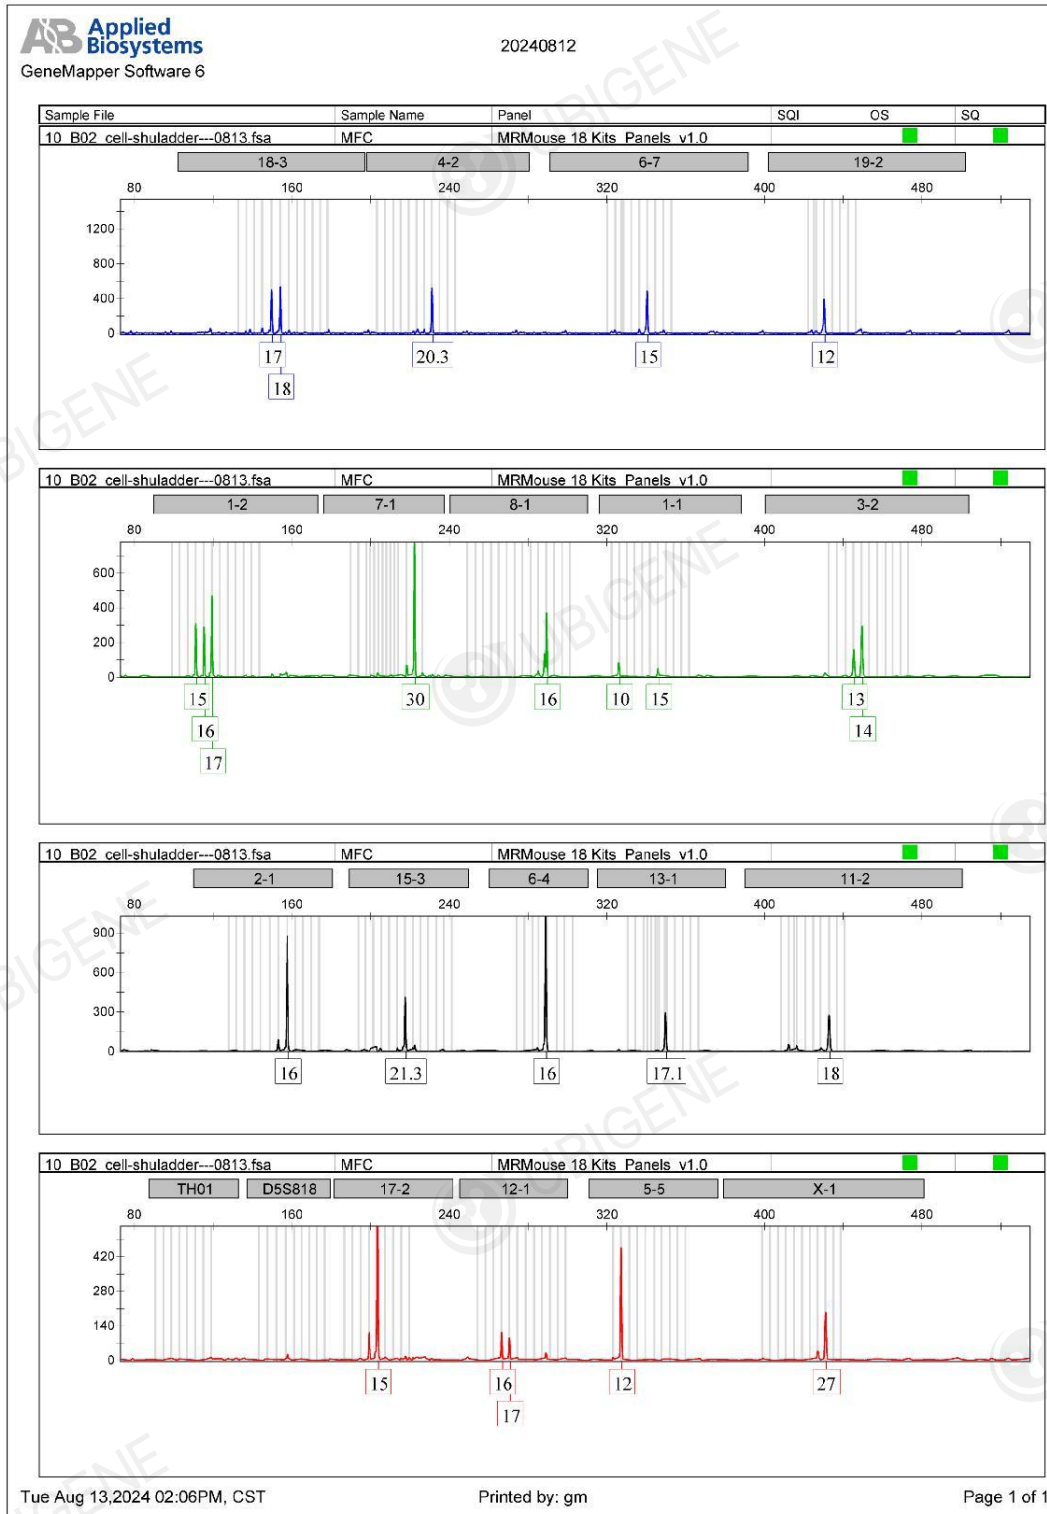 AB Applied Biosystems
GeneMapper Software 6
20240812
Sample File Sample Name Panel SQI OS SQ
10_B02_cell-shuladder---0813.fsa MFC MRMouse 18 Kits_Panels_v1.0
18-3 4-2 6-7 19-2
80 160 240 320 400 480
1200
800
400
0
17 20.3 15 12
18
10_B02_cell-shuladder---0813.fsa MFC MRMouse 18 Kits_Panels_v1.0
1-2 7-1 8-1 1-1 3-2
80 160 240 320 400 480
600
400
200
0
15 30 16 10 15 13
16 14
17
10_B02_cell-shuladder---0813.fsa MFC MRMouse 18 Kits_Panels_v1.0
2-1 15-3 6-4 13-1 11-2
80 160 240 320 400 480
900
600
300
0
16 21.3 16 17.1 18
10_B02_cell-shuladder---0813.fsa MFC MRMouse 18 Kits_Panels_v1.0
TH01 D5S818 17-2 12-1 5-5 X-1
80 160 240 320 400 480
420
280
140
0
15 16 12 27
17
Tue Aug 13,2024 02:06PM, CST Printed by: gm Page 1 of 1
UBIGENE
UBIGENE
UBIGENE
UBIGENE
UBIGENE